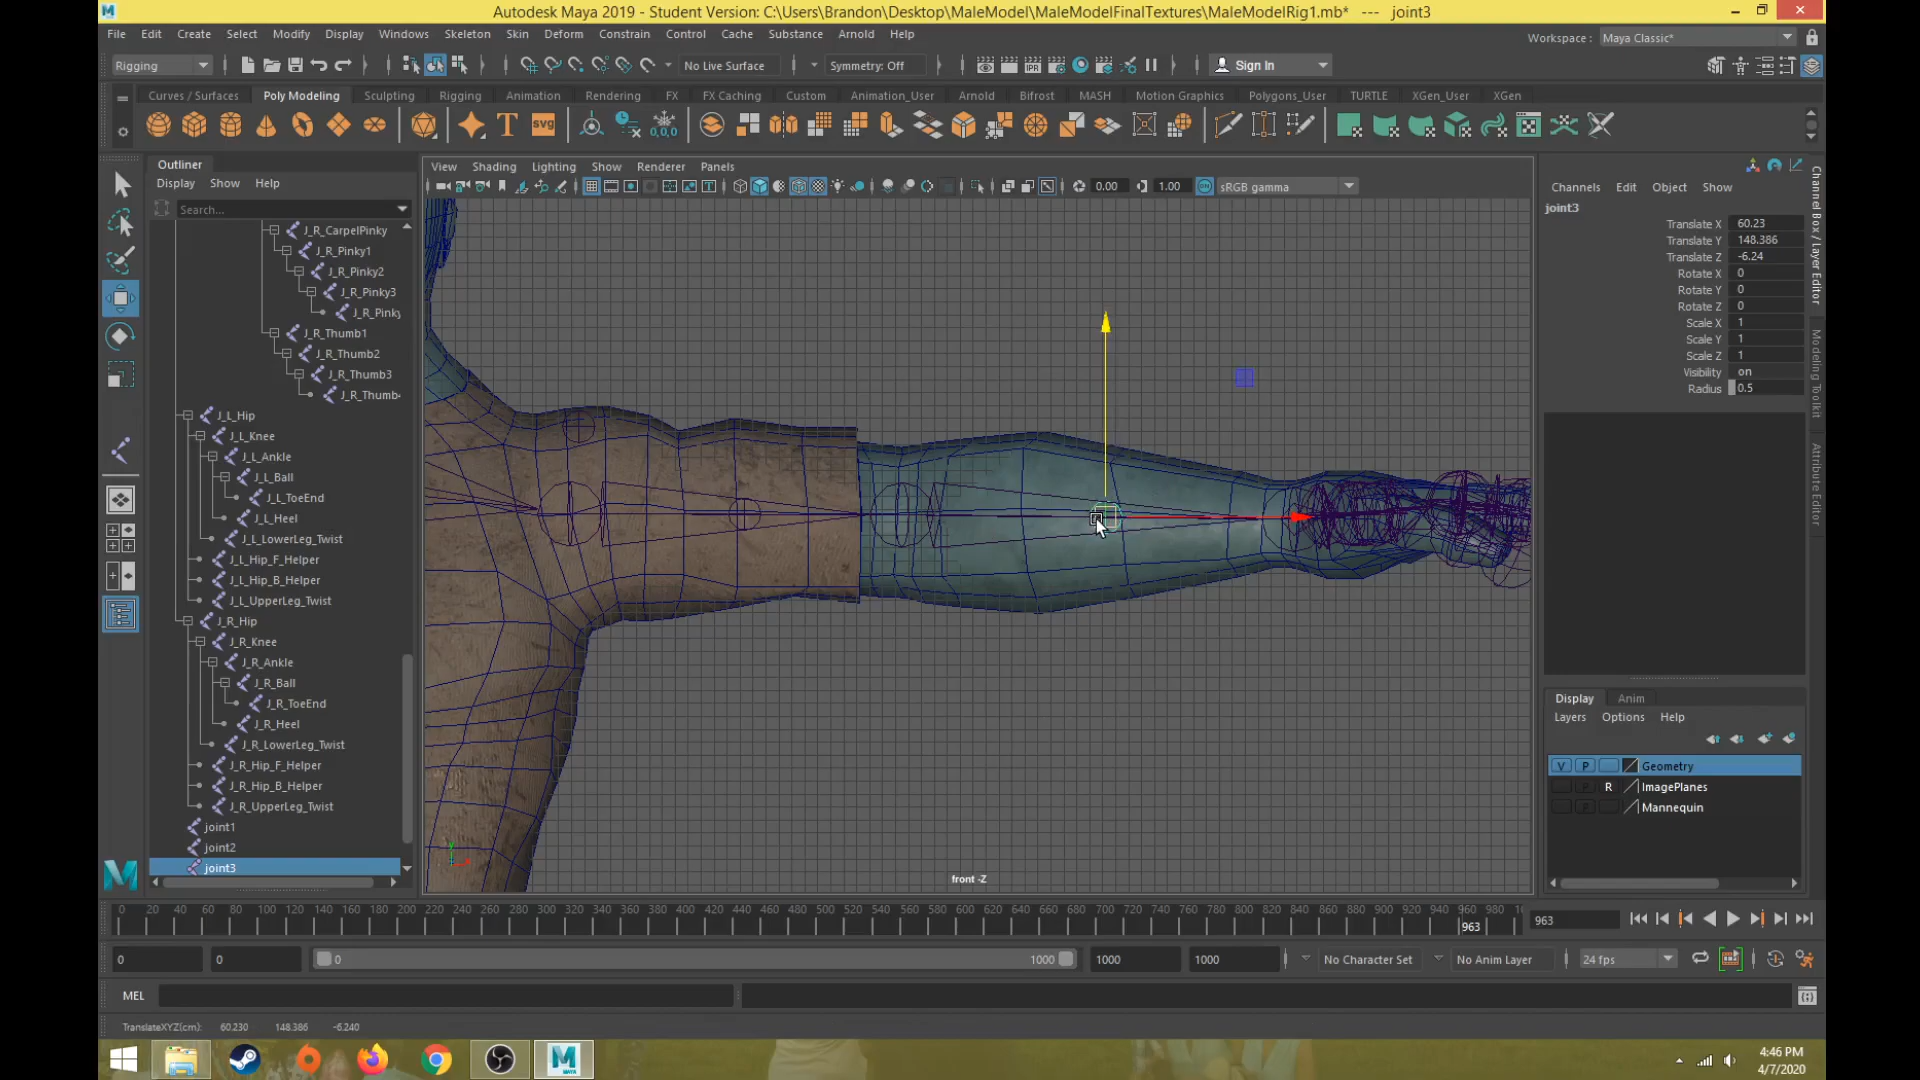 Autodesk Maya 2019 - Student Version: C:\Users\Brandon\Desktop\MaleModel\MaleModelFinalTextures\MaleModelRig1.mb* --- joint3
File Edit Create Select Modify Display Windows Skeleton Skin Deform Constrain Control Cache Substance Arnold Help
Workspace : Maya Classic*
Rigging No Live Surface Symmetry: Off Sign In
Curves / Surfaces Poly Modeling Sculpting Rigging Animation Rendering FX FX Caching Custom Animation_User Arnold Bifrost MASH Motion Graphics Polygons_User TURTLE XGen_User XGen
Outliner
Display Show Help
Search...
J_R_CarpelPinky
J_R_Pinky1
J_R_Pinky2
J_R_Pinky3
J_R_Pinky
J_R_Thumb1
J_R_Thumb2
J_R_Thumb3
J_R_Thumb
J_L_Hip
J_L_Knee
J_L_Ankle
J_L_Ball
J_L_ToeEnd
J_L_Heel
J_L_LowerLeg_Twist
J_L_Hip_F_Helper
J_L_Hip_B_Helper
J_L_UpperLeg_Twist
J_R_Hip
J_R_Knee
J_R_Ankle
J_R_Ball
J_R_ToeEnd
J_R_Heel
J_R_LowerLeg_Twist
J_R_Hip_F_Helper
J_R_Hip_B_Helper
J_R_UpperLeg_Twist
joint1
joint2
joint3
View Shading Lighting Show Renderer Panels
0.00 1.00 sRGB gamma
front -Z
Channels Edit Object Show
joint3
Translate X 60.23
Translate Y 148.386
Translate Z -6.24
Rotate X 0
Rotate Y 0
Rotate Z 0
Scale X 1
Scale Y 1
Scale Z 1
Visibility on
Radius 0.5
Channel Box / Layer Editor
Modeling Toolkit
Attribute Editor
Display Anim
Layers Options Help
V P Geometry
P R ImagePlanes
P Mannequin
0 20 40 60 80 100 120 140 160 180 200 220 240 260 280 300 320 340 360 380 400 420 440 460 480 500 520 540 560 580 600 620 640 660 680 700 720 740 760 780 800 820 840 860 880 900 920 940 960 980
963
963
0 0 0 1000 1000 1000 No Character Set No Anim Layer 24 fps
MEL
TranslateXYZ(cm): 60.230 148.386 -6.240
4:46 PM
4/7/2020